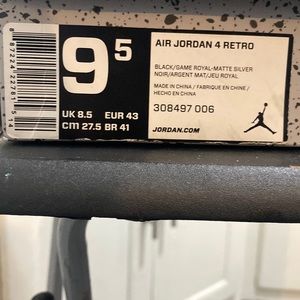 9 5
UK 8.5 EUR 43
cm 27.5 BR 41
AIR JORDAN 4 RETRO
BLACK/GAME ROYAL-MATTE SILVER
NOIR/ARGENT MAT/JEU ROYAL
MADE IN CHINA / FABRIQUE EN CHINE /
HECHO EN CHINA
308497 006
JORDAN.COM